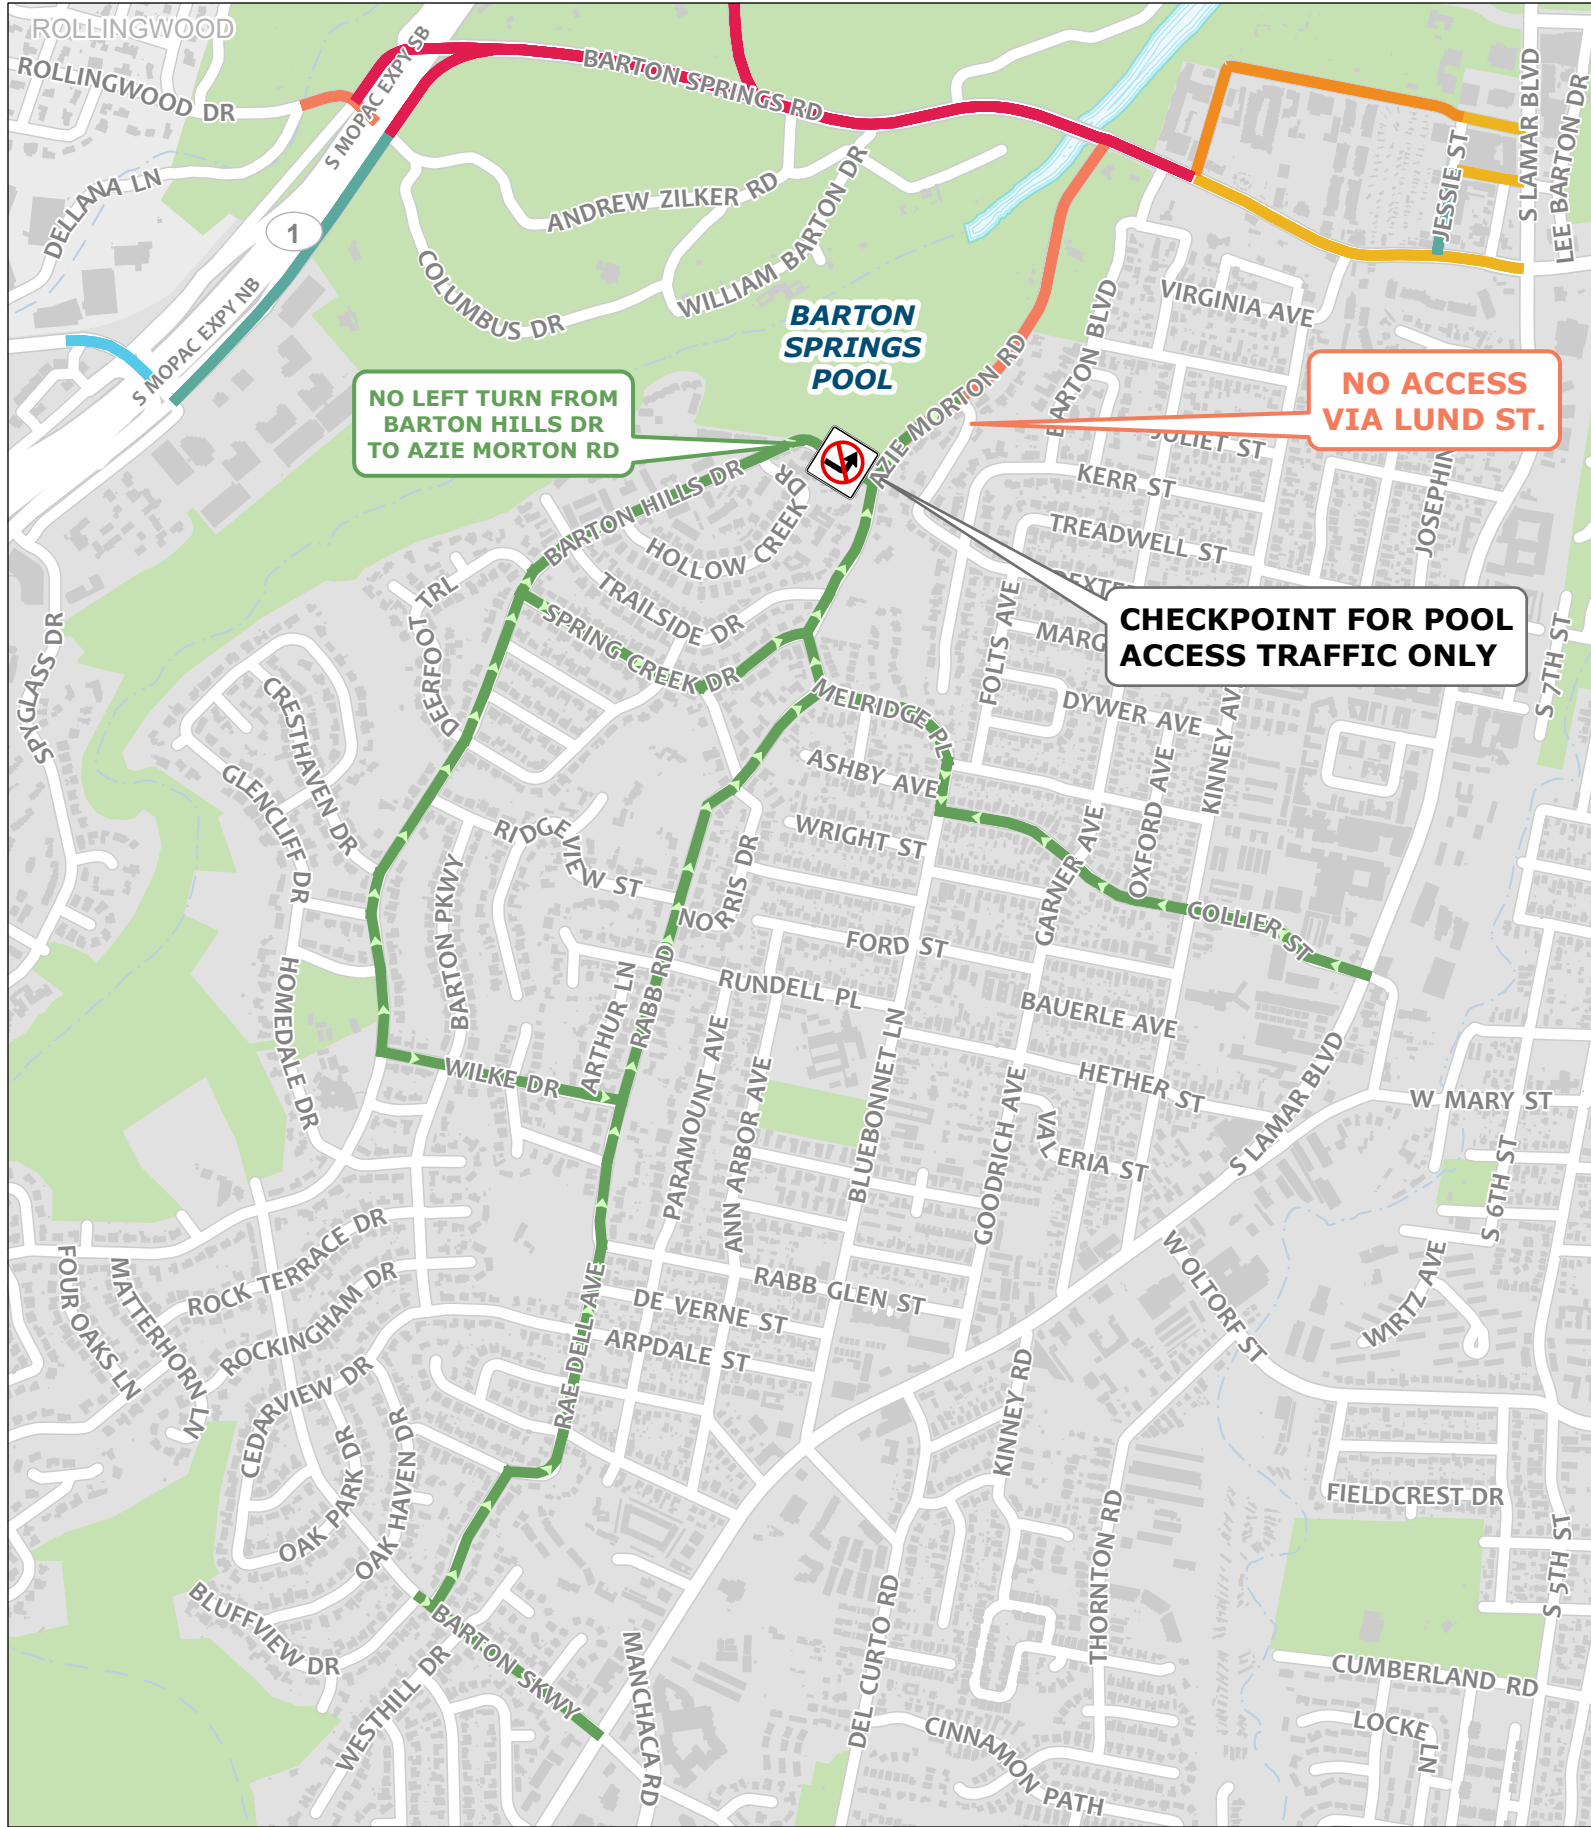 ROLLINGWOOD
ROLLINGWOOD DR
S MOPAC EXPY SB
BARTON SPRINGS RD
S LAMAR BLVD
LEE BARTON DR
JESSIE ST
DELLANA LN
1
ANDREW ZILKER RD
WILLIAM BARTON DR
COLUMBUS DR
S MOPAC EXPY NB
VIRGINIA AVE
BARTON BLVD
BARTON
SPRINGS
POOL
NO LEFT TURN FROM
BARTON HILLS DR
TO AZIE MORTON RD
NO ACCESS
VIA LUND ST.
AZIE MORTON RD
JULIET ST
KERR ST
TREADWELL ST
BARTON HILLS DR
HOLLOW CREEK DR
TRAILSIDE DR
SPRING CREEK DR
DEERFOOT TRL
CHECKPOINT FOR POOL
ACCESS TRAFFIC ONLY
FOLTS AVE
MELRIDGE PL
DYWER AVE
KINNEY AVE
S 7TH ST
SPYGLASS DR
CRESTHAVEN DR
GLENCLIFF DR
ASHBY AVE
WRIGHT ST
GARNER AVE
OXFORD AVE
COLLIER ST
RIDGEVIEW ST
NORRIS DR
BARTON PKWY
FORD ST
RUNDELL PL
BAUERLE AVE
HETHER ST
HOMEDALE DR
ARTHUR LN
RABB RD
WILKE DR
PARAMOUNT AVE
ANN ARBOR AVE
BLUEBONNET LN
GOODRICH AVE
VALERIA ST
S LAMAR BLVD
W MARY ST
S 6TH ST
FOUR OAKS LN
MATTERHORN LN
ROCK TERRACE DR
ROCKINGHAM DR
RABB GLEN ST
DE VERNE ST
ARPDALE ST
RAE DELL AVE
W OLTORF ST
WIRTZ AVE
CEDARVIEW DR
OAK PARK DR
OAK HAVEN DR
KINNEY RD
THORNTON RD
FIELDCREST DR
S 5TH ST
BLUFFVIEW DR
BARTON SKWY
WESTHILL DR
MANCHACA RD
DEL CURTO RD
CINNAMON PATH
CUMBERLAND RD
LOCKE LN